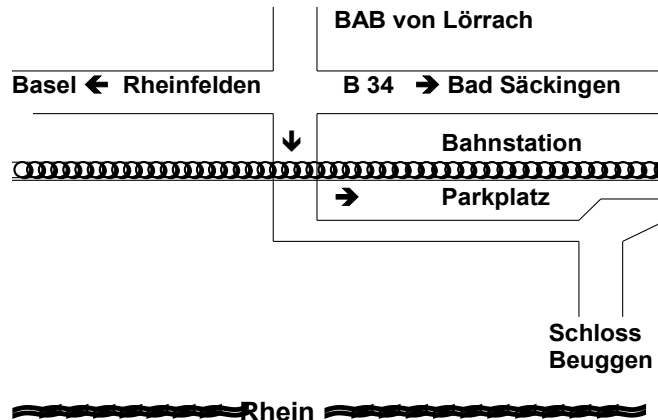 BAB von Lörrach
Basel 🡸 Rheinfelden B 34 🡺 Bad Säckingen
🡻 Bahnstation
🡺 Parkplatz
Schloss
Beuggen
Rhein